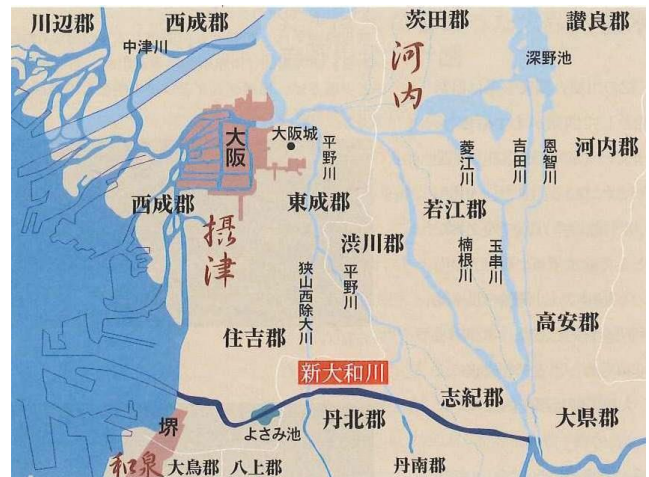 川辺郡
西成郡
茨田郡
讃良郡
中津川
河内
深野池
大阪
大阪城
平野川
菱江川
吉田川
恩智川
河内郡
西成郡
摂津
東成郡
若江郡
渋川郡
楠根川
玉串川
狭山西除大川
平野川
高安郡
住吉郡
新大和川
志紀郡
堺
よさみ池
丹北郡
大県郡
和泉
大鳥郡
八上郡
丹南郡